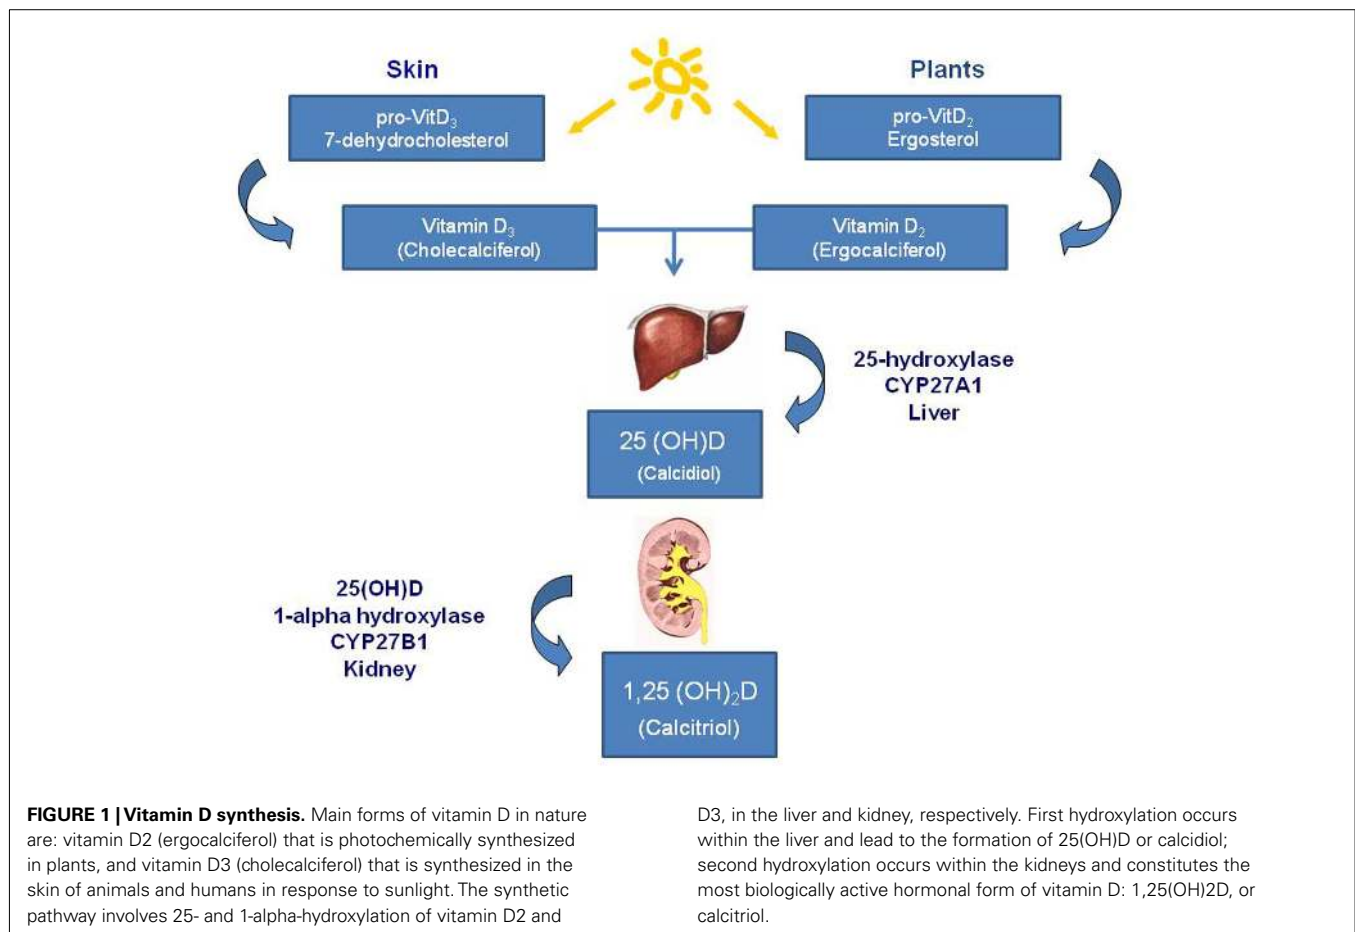 Skin
Plants
pro-VitD₃
7-dehydrocholesterol
pro-VitD₂
Ergosterol
Vitamin D₃
(Cholecalciferol)
Vitamin D₂
(Ergocalciferol)
25-hydroxylase
CYP27A1
Liver
25 (OH)D
(Calcidiol)
25(OH)D
1-alpha hydroxylase
CYP27B1
Kidney
1,25 (OH)₂D
(Calcitriol)
FIGURE 1 | Vitamin D synthesis. Main forms of vitamin D in nature
are: vitamin D2 (ergocalciferol) that is photochemically synthesized
in plants, and vitamin D3 (cholecalciferol) that is synthesized in the
skin of animals and humans in response to sunlight. The synthetic
pathway involves 25- and 1-alpha-hydroxylation of vitamin D2 and
D3, in the liver and kidney, respectively. First hydroxylation occurs
within the liver and lead to the formation of 25(OH)D or calcidiol;
second hydroxylation occurs within the kidneys and constitutes the
most biologically active hormonal form of vitamin D: 1,25(OH)2D, or
calcitriol.